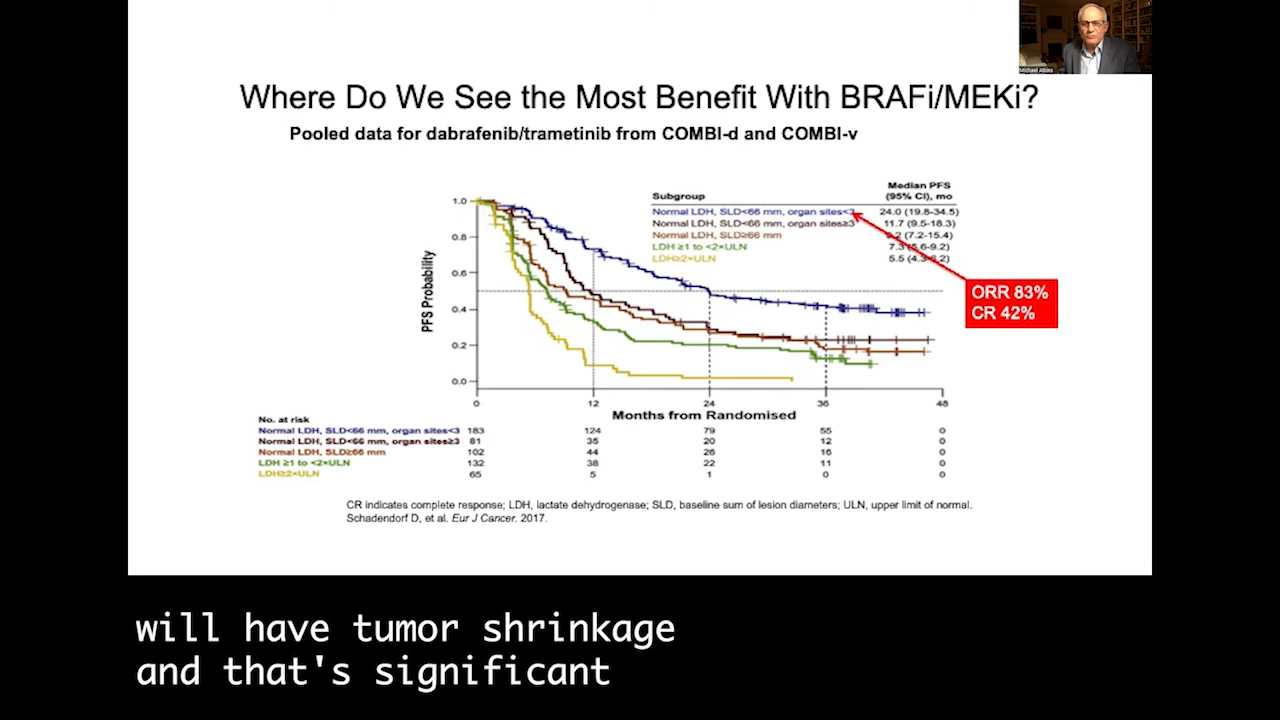 Michael Atkins
Where Do We See the Most Benefit With BRAFi/MEKi?
Pooled data for dabrafenib/trametinib from COMBI-d and COMBI-v
Median PFS
Subgroup (95% CI), mo
Normal LDH, SLD<66 mm, organ sites< 24.0 (19.8-34.5)
Normal LDH, SLD<66 mm, organ sites≥3 11.7 (9.5-18.3)
Normal LDH, SLD≥66 mm .2 (7.2-15.4)
LDH ≥1 to <2×ULN 7.3 (5.6-9.2)
LDH≥2×ULN 5.5 (4. .2)
ORR 83%
CR 42%
PFS Probability
1.0
0.8
0.6
0.4
0.2
0.0
0 12 24 36 48
Months from Randomised
No. at risk
Normal LDH, SLD<66 mm, organ sites<3 183 124 79 55 0
Normal LDH, SLD<66 mm, organ sites≥3 81 35 20 12 0
Normal LDH, SLD≥66 mm 102 44 26 16 0
LDH ≥1 to <2×ULN 132 38 22 11 0
LDH≥2×ULN 65 5 1 0 0
CR indicates complete response; LDH, lactate dehydrogenase; SLD, baseline sum of lesion diameters; ULN, upper limit of normal.
Schadendorf D, et al. Eur J Cancer. 2017.
will have tumor shrinkage
and that's significant